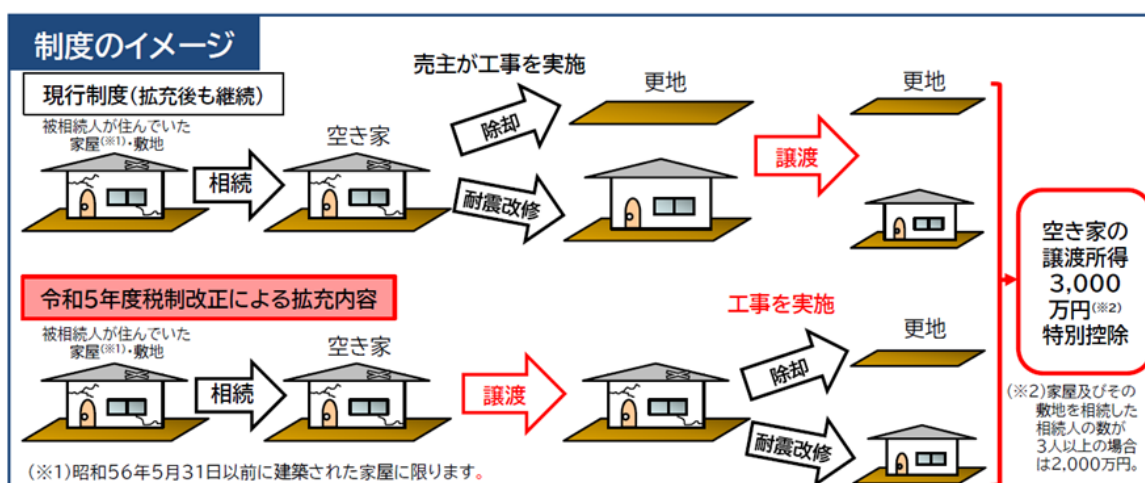 制度のイメージ
現行制度(拡充後も継続)
被相続人が住んでいた
家屋(※1)・敷地
相続
空き家
売主が工事を実施
除却
耐震改修
更地
譲渡
更地
令和5年度税制改正による拡充内容
被相続人が住んでいた
家屋(※1)・敷地
相続
空き家
譲渡
工事を実施
除却
耐震改修
更地
空き家の
譲渡所得
3,000
万円(※2)
特別控除
(※2)家屋及びその
敷地を相続した
相続人の数が
3人以上の場合
は2,000万円。
(※1)昭和56年5月31日以前に建築された家屋に限ります。